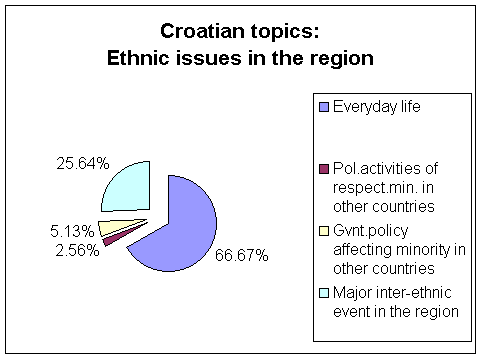 Croatian topics:
Ethnic issues in the region
Everyday life
Pol.activities of
respect.min. in
other countries
Gvnt.policy
affecting minority in
other countries
Major inter-ethnic
event in the region
25.64%
5.13%
2.56%
66.67%